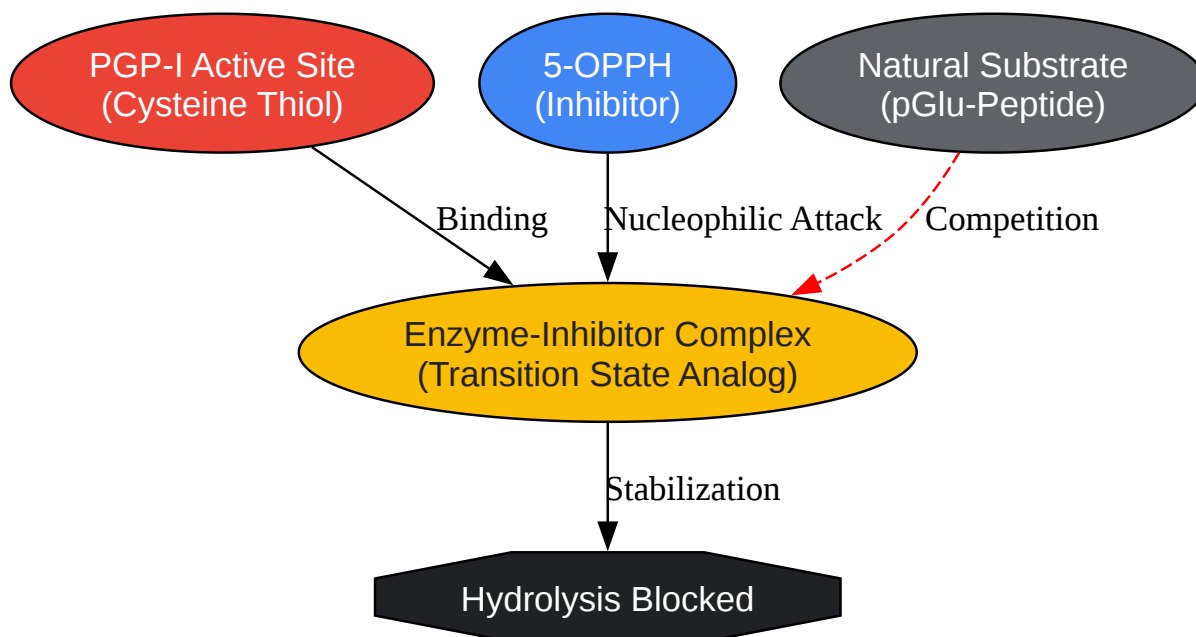 PGP-I Active Site
(Cysteine Thiol)
5-OPPH
(Inhibitor)
Natural Substrate
(pGlu-Peptide)
Binding
Nucleophilic Attack
Competition
Enzyme-Inhibitor Complex
(Transition State Analog)
Stabilization
Hydrolysis Blocked